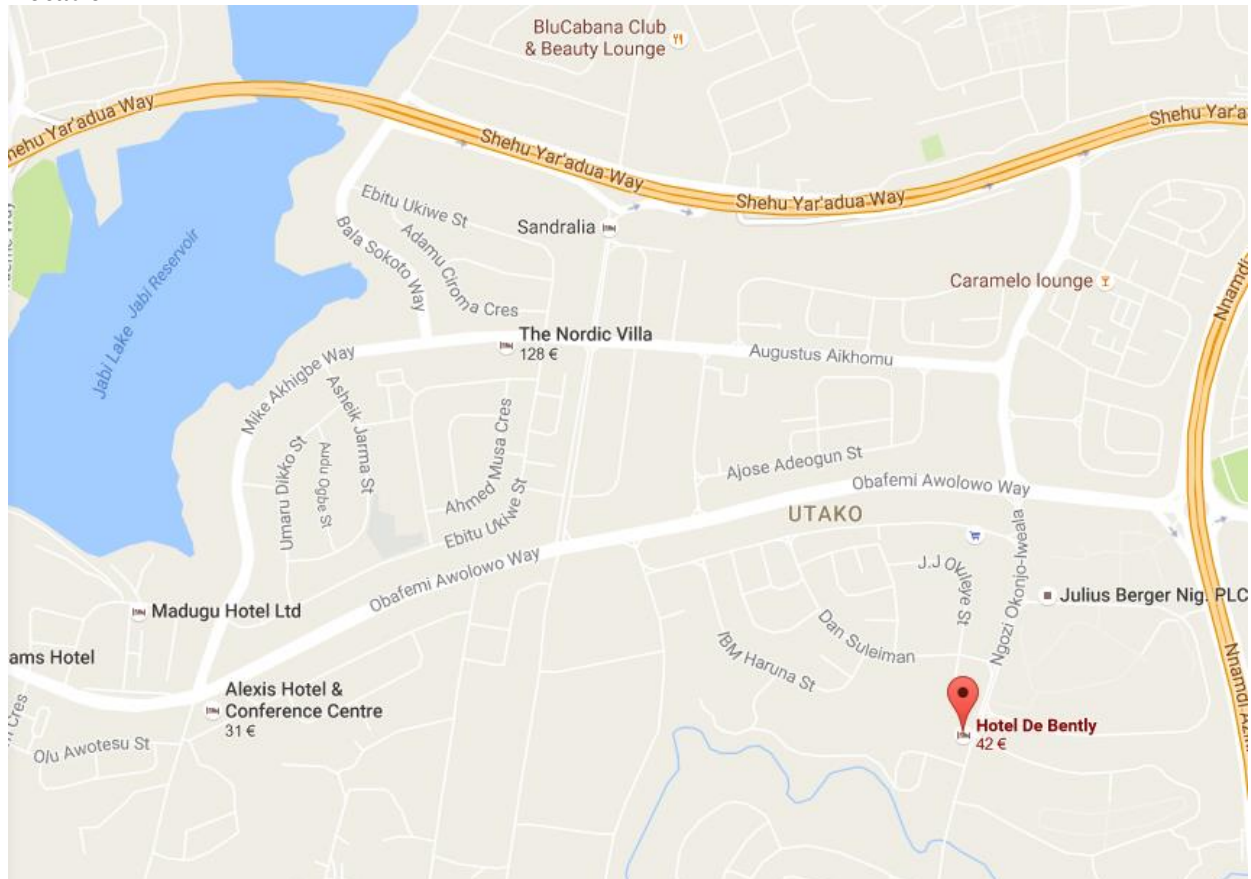 BluCabana Club
& Beauty Lounge
Shehu Yar'adua Way
Shehu Yar'a
Shehu Yar'adua Way
Shehu Yar'adua Way
Ebitu Ukiwe St
Sandralia
Adamu Ciroma Cres
Bala Sokoto Way
Jabi Lake
Jabi Reservoir
Caramelo lounge
Nnamdi
The Nordic Villa
128 €
Augustus Aikhomu
Mike Akhigbe Way
Asheik Jarma St
Umaru Dikko St
Audu Ogbe St
Ahmed Musa Cres
Ebitu Ukiwe St
Ajose Adeogun St
Obafemi Awolowo Way
UTAKO
Obafemi Awolowo Way
J.J Okuleye St
Ngozi Okonjo-Iweala
Julius Berger Nig. PLC
Madugu Hotel Ltd
Dan Suleiman
IBM Haruna St
ams Hotel
Alexis Hotel &
Conference Centre
31 €
Hotel De Bently
42 €
Nnamdi Azik
Cres
Olu Awotesu St